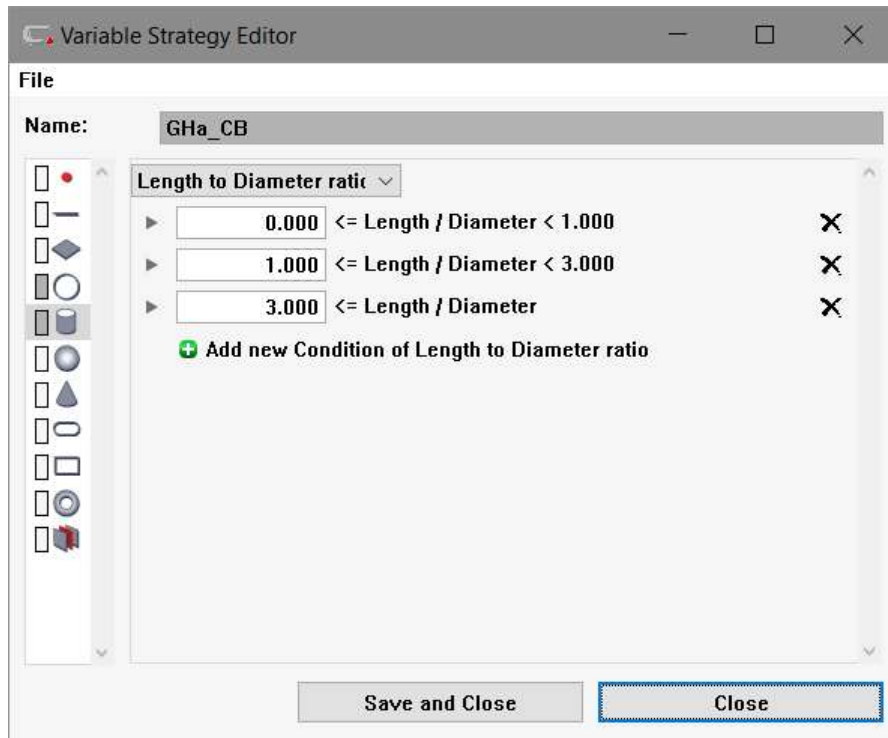 Variable Strategy Editor
File
Name: GHa_CB
Length to Diameter ratic
0.000 <= Length / Diameter < 1.000
1.000 <= Length / Diameter < 3.000
3.000 <= Length / Diameter
Add new Condition of Length to Diameter ratio
Save and Close Close